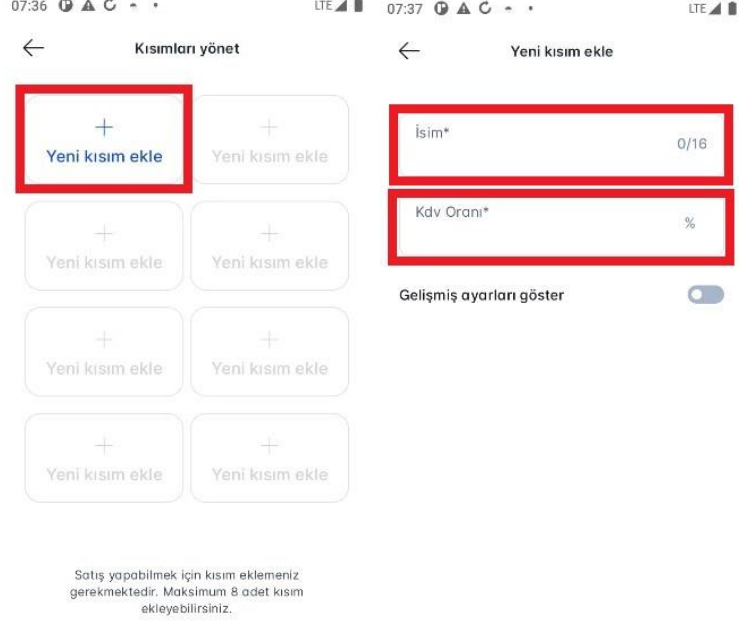 07:36
LTE
Kısımları yönet
Yeni kısım ekle
Yeni kısım ekle
Yeni kısım ekle
Yeni kısım ekle
Yeni kısım ekle
Yeni kısım ekle
Yeni kısım ekle
Yeni kısım ekle
Satış yapabilmek için kısım eklemeniz
gerekmektedir. Maksimum 8 adet kısım
ekleyebilirsiniz.
07:37
LTE
Yeni kısım ekle
İsim*
0/16
Kdv Oranı*
%
Gelişmiş ayarları göster